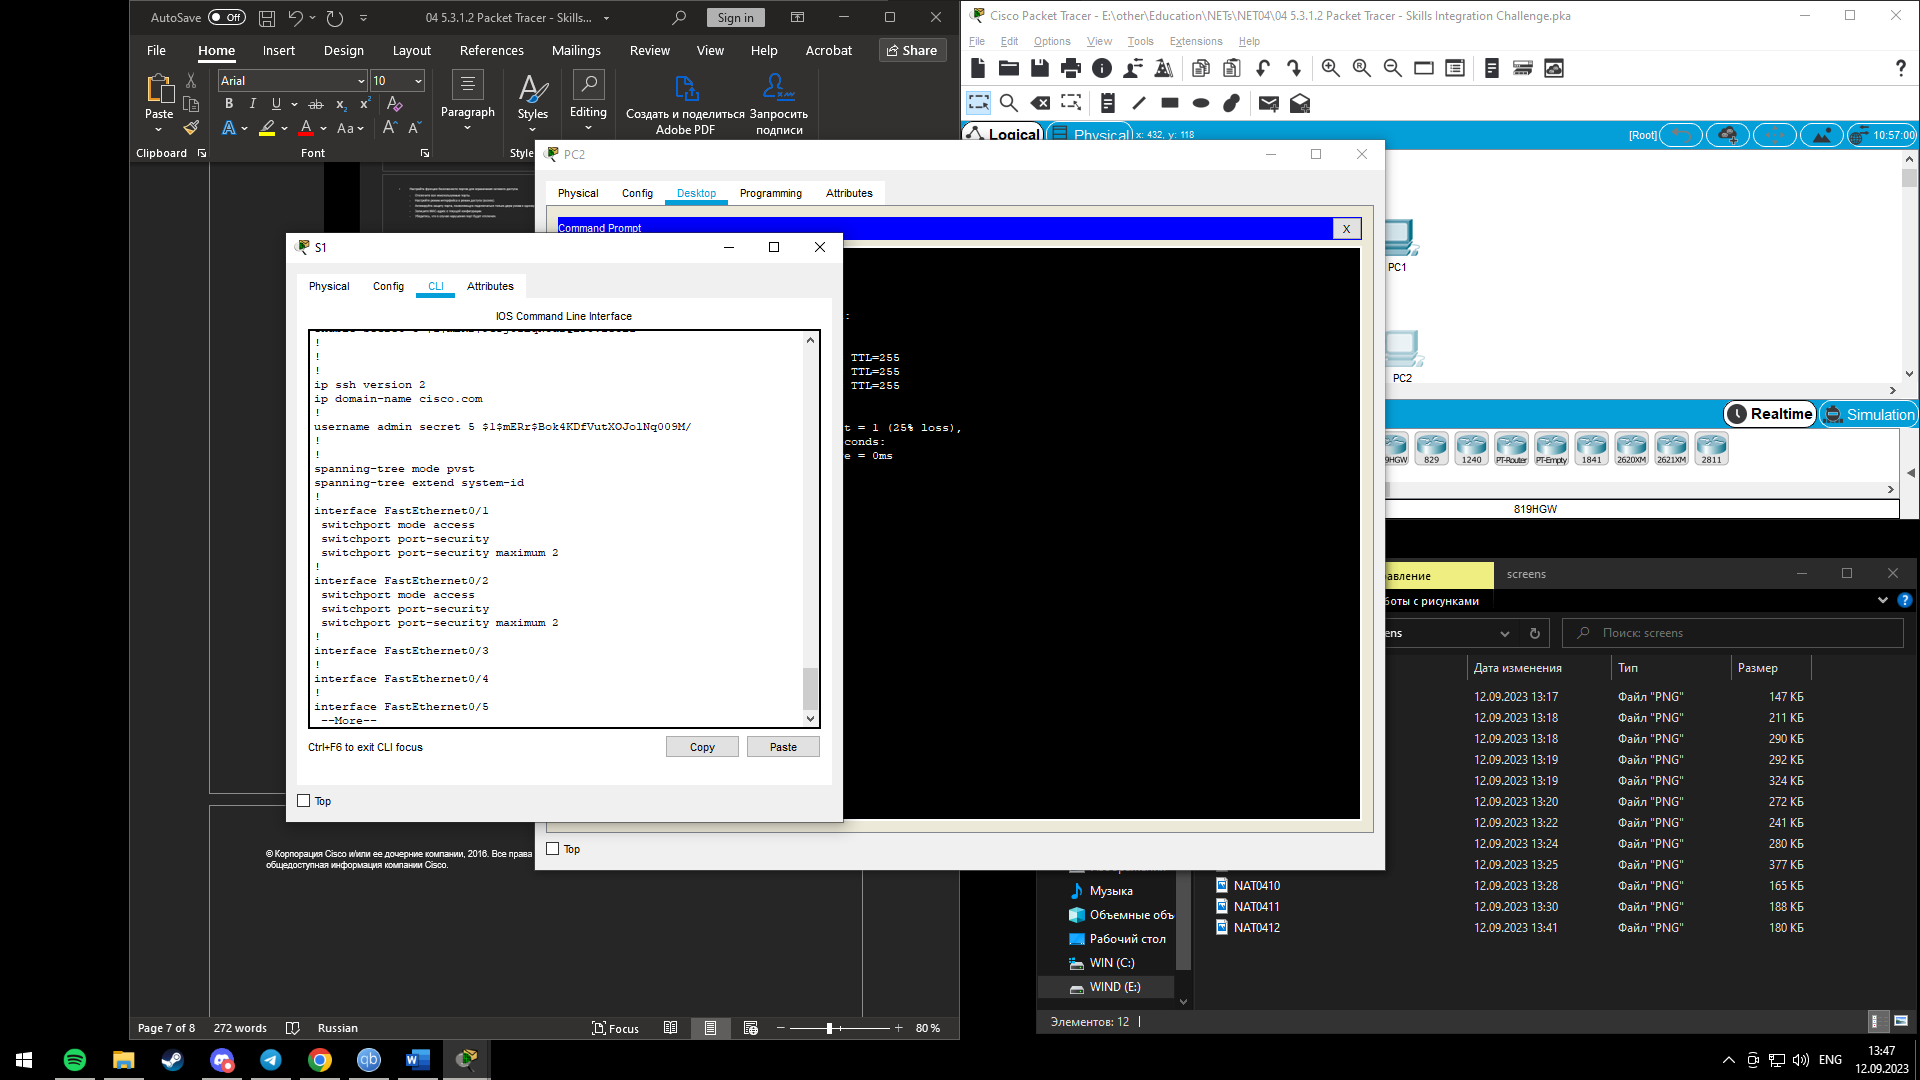 AutoSave
Off
04 5.3.1.2 Packet Tracer - Skills...
Sign in
File Home Insert Design Layout References Mailings Review View Help Acrobat
Share
Arial
10
Paste
Paragraph
Styles
Editing
Создать и поделиться
Adobe PDF
Запросить
подписи
Clipboard
Font
Style
Cisco Packet Tracer - E:\other\Education\NETs\NET04\04 5.3.1.2 Packet Tracer - Skills Integration Challenge.pka
File Edit Options View Tools Extensions Help
Logical
Physical
x: 432, y: 118
[Root]
10:57:00
PC1
PC2
Realtime
Simulation
9HGW
829
1240
PT-Router
PT-Empty
1841
2620XM
2621XM
2811
819HGW
PC2
Physical Config Desktop Programming Attributes
Command Prompt
X
:
TTL=255
TTL=255
TTL=255
t = 1 (25% loss),
conds:
e = 0ms
Top
S1
Physical Config CLI Attributes
IOS Command Line Interface
!
!
!
ip ssh version 2
ip domain-name cisco.com
!
username admin secret 5 $1$mERr$Bok4KDfVutXOJolNq009M/
!
!
spanning-tree mode pvst
spanning-tree extend system-id
!
interface FastEthernet0/1
switchport mode access
switchport port-security
switchport port-security maximum 2
!
interface FastEthernet0/2
switchport mode access
switchport port-security
switchport port-security maximum 2
!
interface FastEthernet0/3
!
interface FastEthernet0/4
!
interface FastEthernet0/5
--More--
Ctrl+F6 to exit CLI focus
Copy
Paste
Top
© Корпорация Cisco и/или ее дочерние компании, 2016. Все права
общедоступная информация компании Cisco.
Page 7 of 8
272 words
Russian
Focus
80 %
авление
screens
боты с рисунками
ens
Поиск: screens
Дата изменения Тип Размер
12.09.2023 13:17 Файл "PNG" 147 КБ
12.09.2023 13:18 Файл "PNG" 211 КБ
12.09.2023 13:18 Файл "PNG" 290 КБ
12.09.2023 13:19 Файл "PNG" 292 КБ
12.09.2023 13:19 Файл "PNG" 324 КБ
12.09.2023 13:20 Файл "PNG" 272 КБ
12.09.2023 13:22 Файл "PNG" 241 КБ
12.09.2023 13:24 Файл "PNG" 280 КБ
12.09.2023 13:25 Файл "PNG" 377 КБ
NAT0410 12.09.2023 13:28 Файл "PNG" 165 КБ
NAT0411 12.09.2023 13:30 Файл "PNG" 188 КБ
NAT0412 12.09.2023 13:41 Файл "PNG" 180 КБ
Музыка
Объемные объ
Рабочий стол
WIN (C:)
WIND (E:)
Элементов: 12
ENG
13:47
12.09.2023